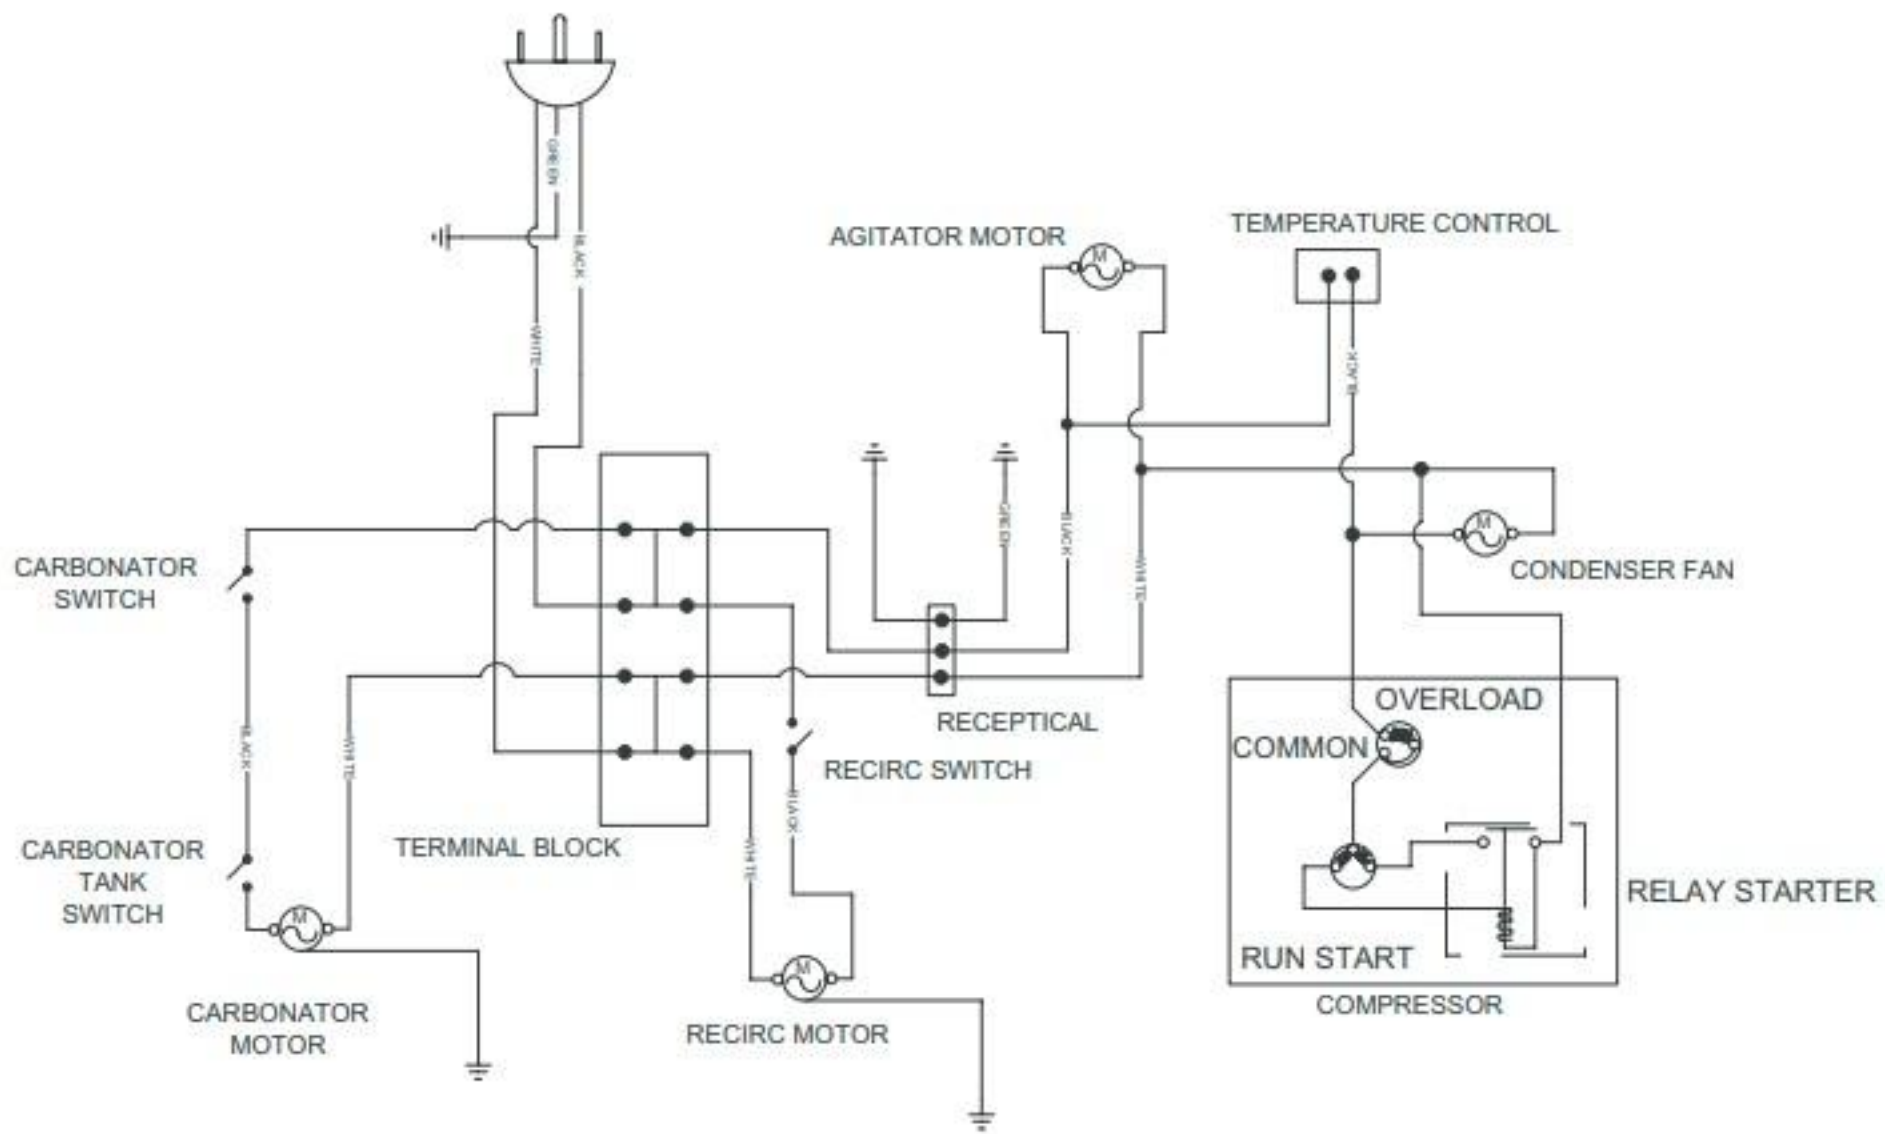 GREEN
BLACK
WHITE
AGITATOR MOTOR
M
TEMPERATURE CONTROL
BLACK
GREEN
BLACK
WHITE
M
CONDENSER FAN
CARBONATOR
SWITCH
RECEPTICAL
RECIRC SWITCH
BLACK
WHITE
BLACK
WHITE
TERMINAL BLOCK
CARBONATOR
TANK
SWITCH
M
CARBONATOR
MOTOR
M
RECIRC MOTOR
OVERLOAD
COMMON
RELAY STARTER
RUN START
COMPRESSOR